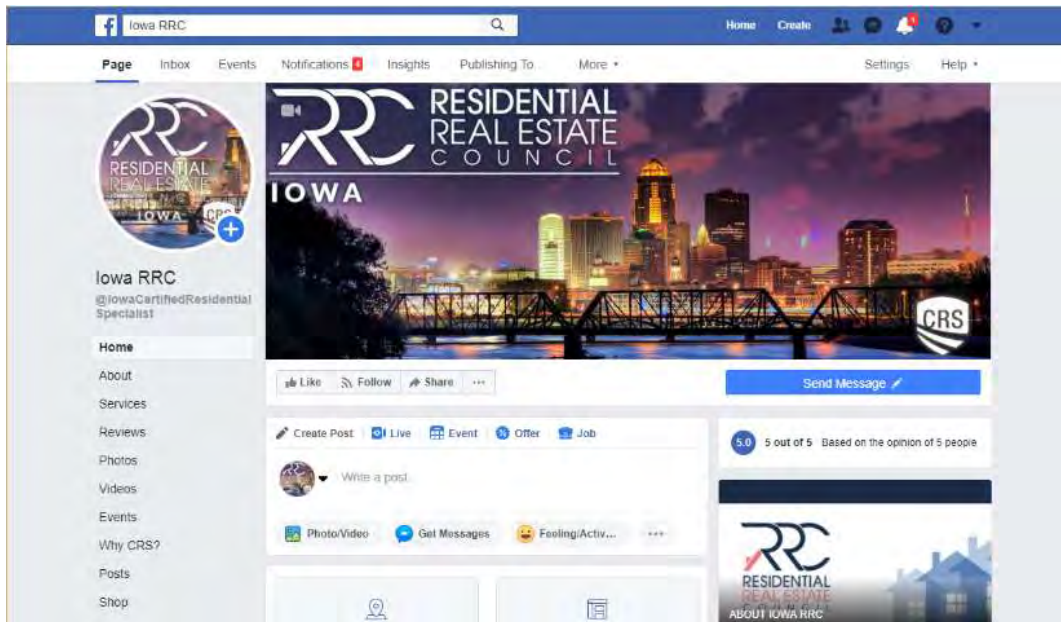 Iowa RRC
Home Create
Page Inbox Events Notifications 4 Insights Publishing To... More Settings Help
RRC RESIDENTIAL
REAL ESTATE
COUNCIL
IOWA
RRC
RESIDENTIAL
REAL ESTATE
IOWA
CRS
CRS
Iowa RRC
@IowaCertifiedResidential
Specialist
Home
About
Services
Reviews
Photos
Videos
Events
Why CRS?
Posts
Shop
Like Follow Share ...
Send Message
Create Post Live Event Offer Job
Write a post...
Photo/Video Get Messages Feeling/Activ... ...
5.0 5 out of 5 Based on the opinion of 5 people
RRC
RESIDENTIAL
REAL ESTATE
ABOUT IOWA RRC